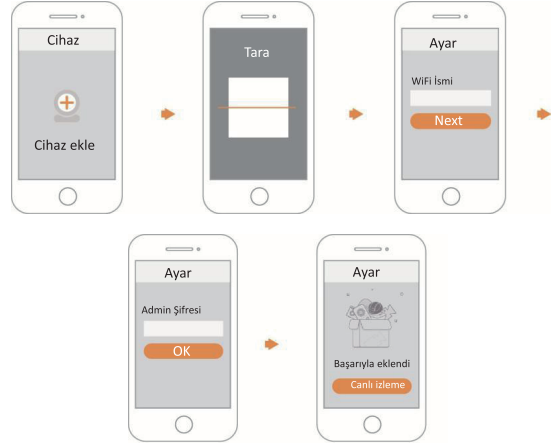 Cihaz
Cihaz ekle
Tara
Ayar
WiFi İsmi
Next
Ayar
Admin Şifresi
OK
Ayar
Başarıyla eklendi
Canlı izleme